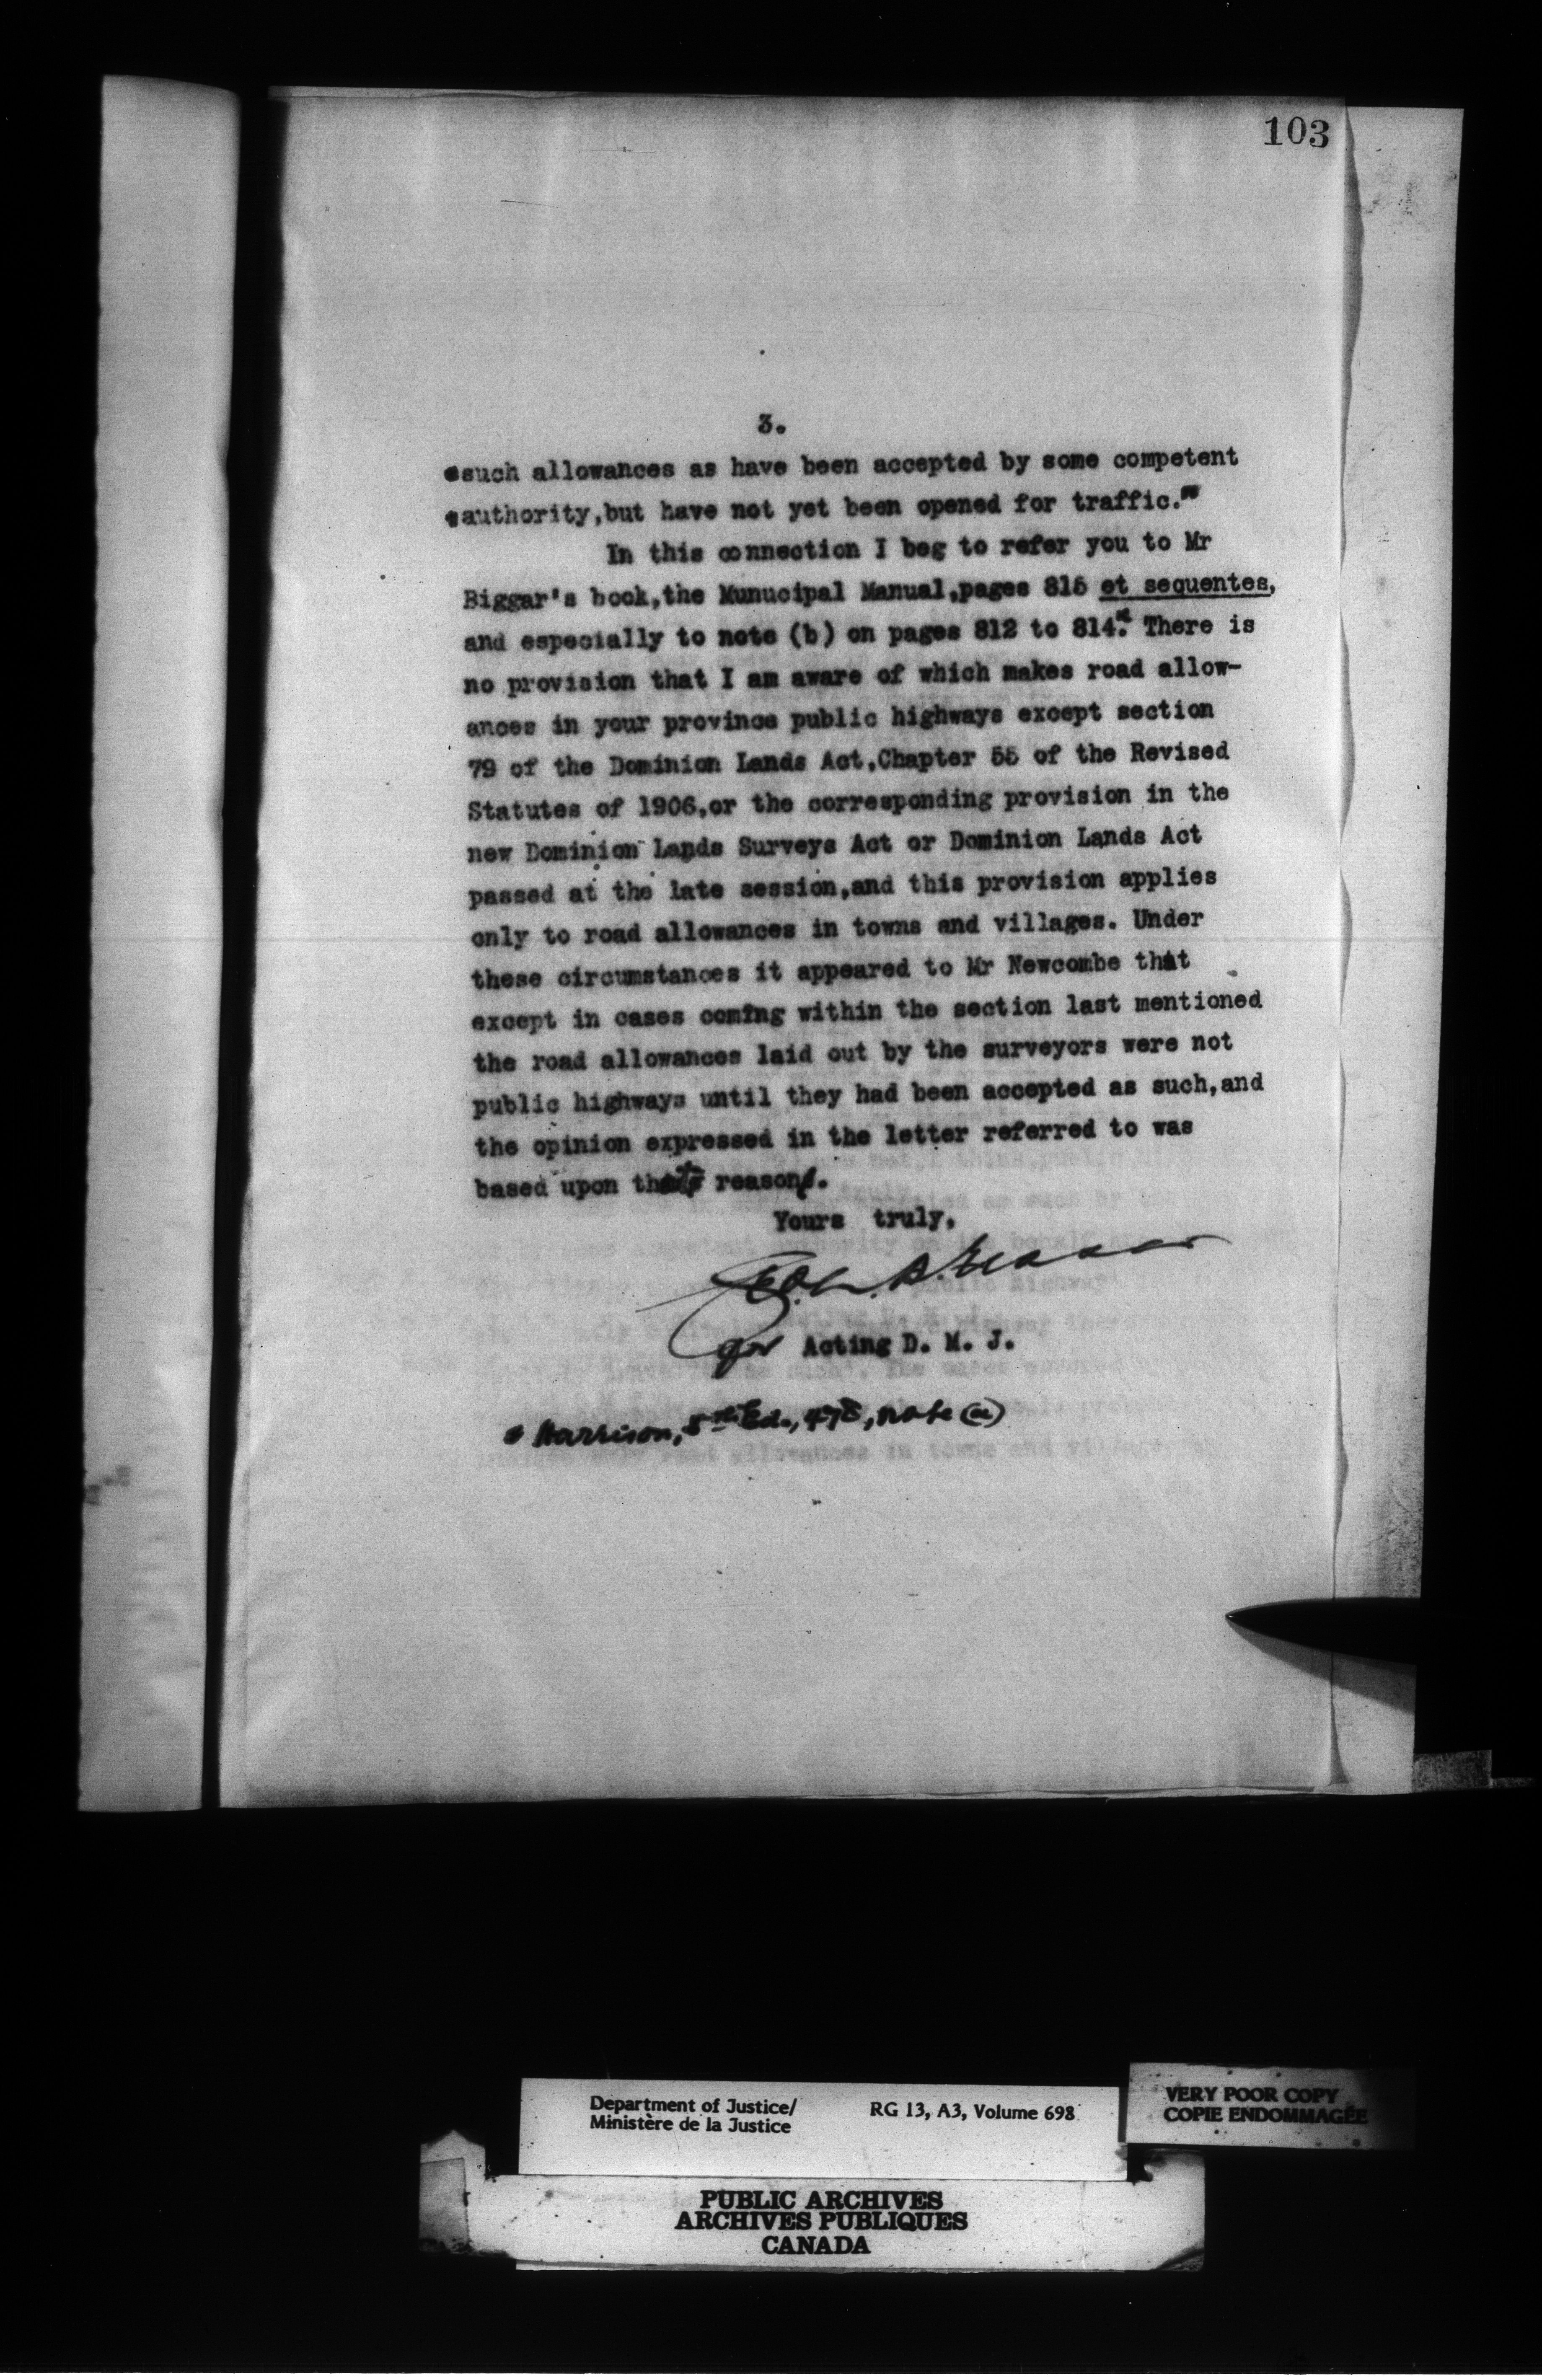 103
3.
"such allowances as have been accepted by some competent
"authority,but have not yet been opened for traffic."
In this connection I beg to refer you to Mr
Biggar's book,the Munucipal Manual,pages 815 et sequentes,
and especially to note (b) on pages 812 to 814.* There is
no provision that I am aware of which makes road allow-
ances in your province public highways except section
79 of the Dominion Lands Act,Chapter 55 of the Revised
Statutes of 1906,or the corresponding provision in the
new Dominion Lands Surveys Act or Dominion Lands Act
passed at the late session,and this provision applies
only to road allowances in towns and villages. Under
these circumstances it appeared to Mr Newcombe that
except in cases coming within the section last mentioned
the road allowances laid out by the surveyors were not
public highways until they had been accepted as such,and
the opinion expressed in the letter referred to was
based upon that reason.
Yours truly,
for Acting D. M. J.
* Harrison, 5th Ed., note (a)
Department of Justice/
Ministère de la Justice
RG 13, A3, Volume 698
VERY POOR COPY
COPIE ENDOMMAGÉE
PUBLIC ARCHIVES
ARCHIVES PUBLIQUES
CANADA